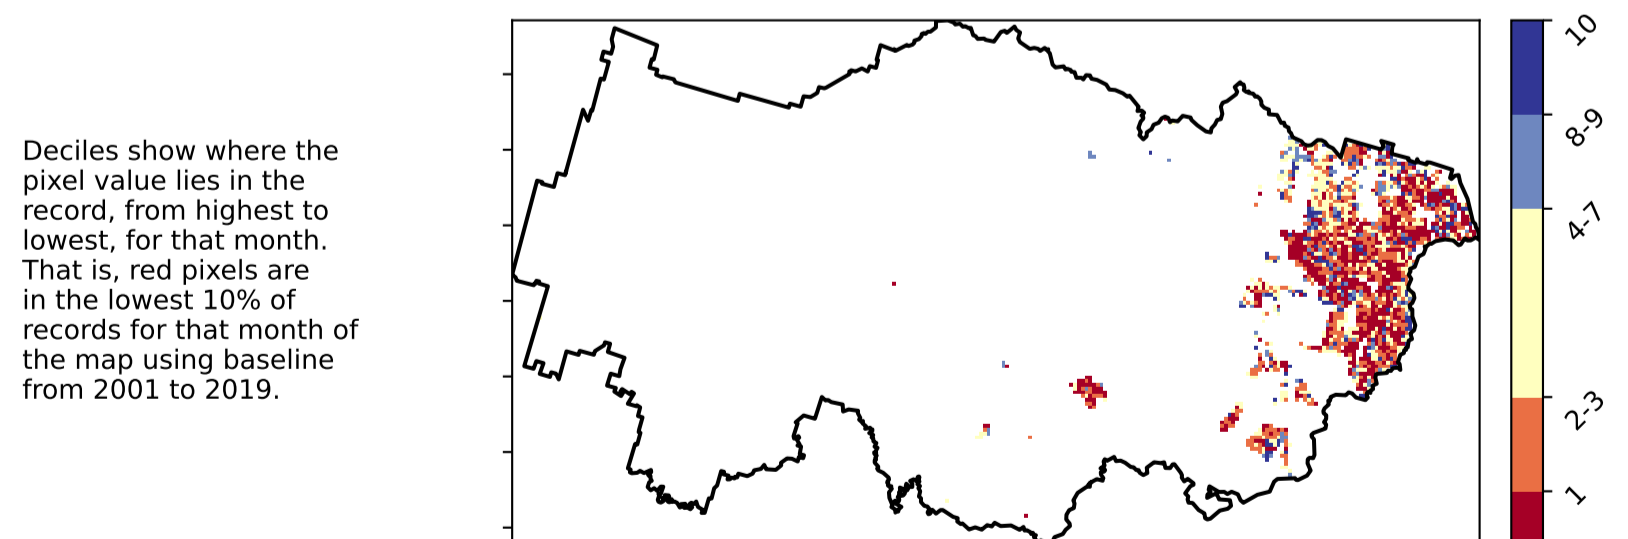 Deciles show where the
pixel value lies in the
record, from highest to
lowest, for that month.
That is, red pixels are
in the lowest 10% of
records for that month of
the map using baseline
from 2001 to 2019.
10
8-9
4-7
2-3
1